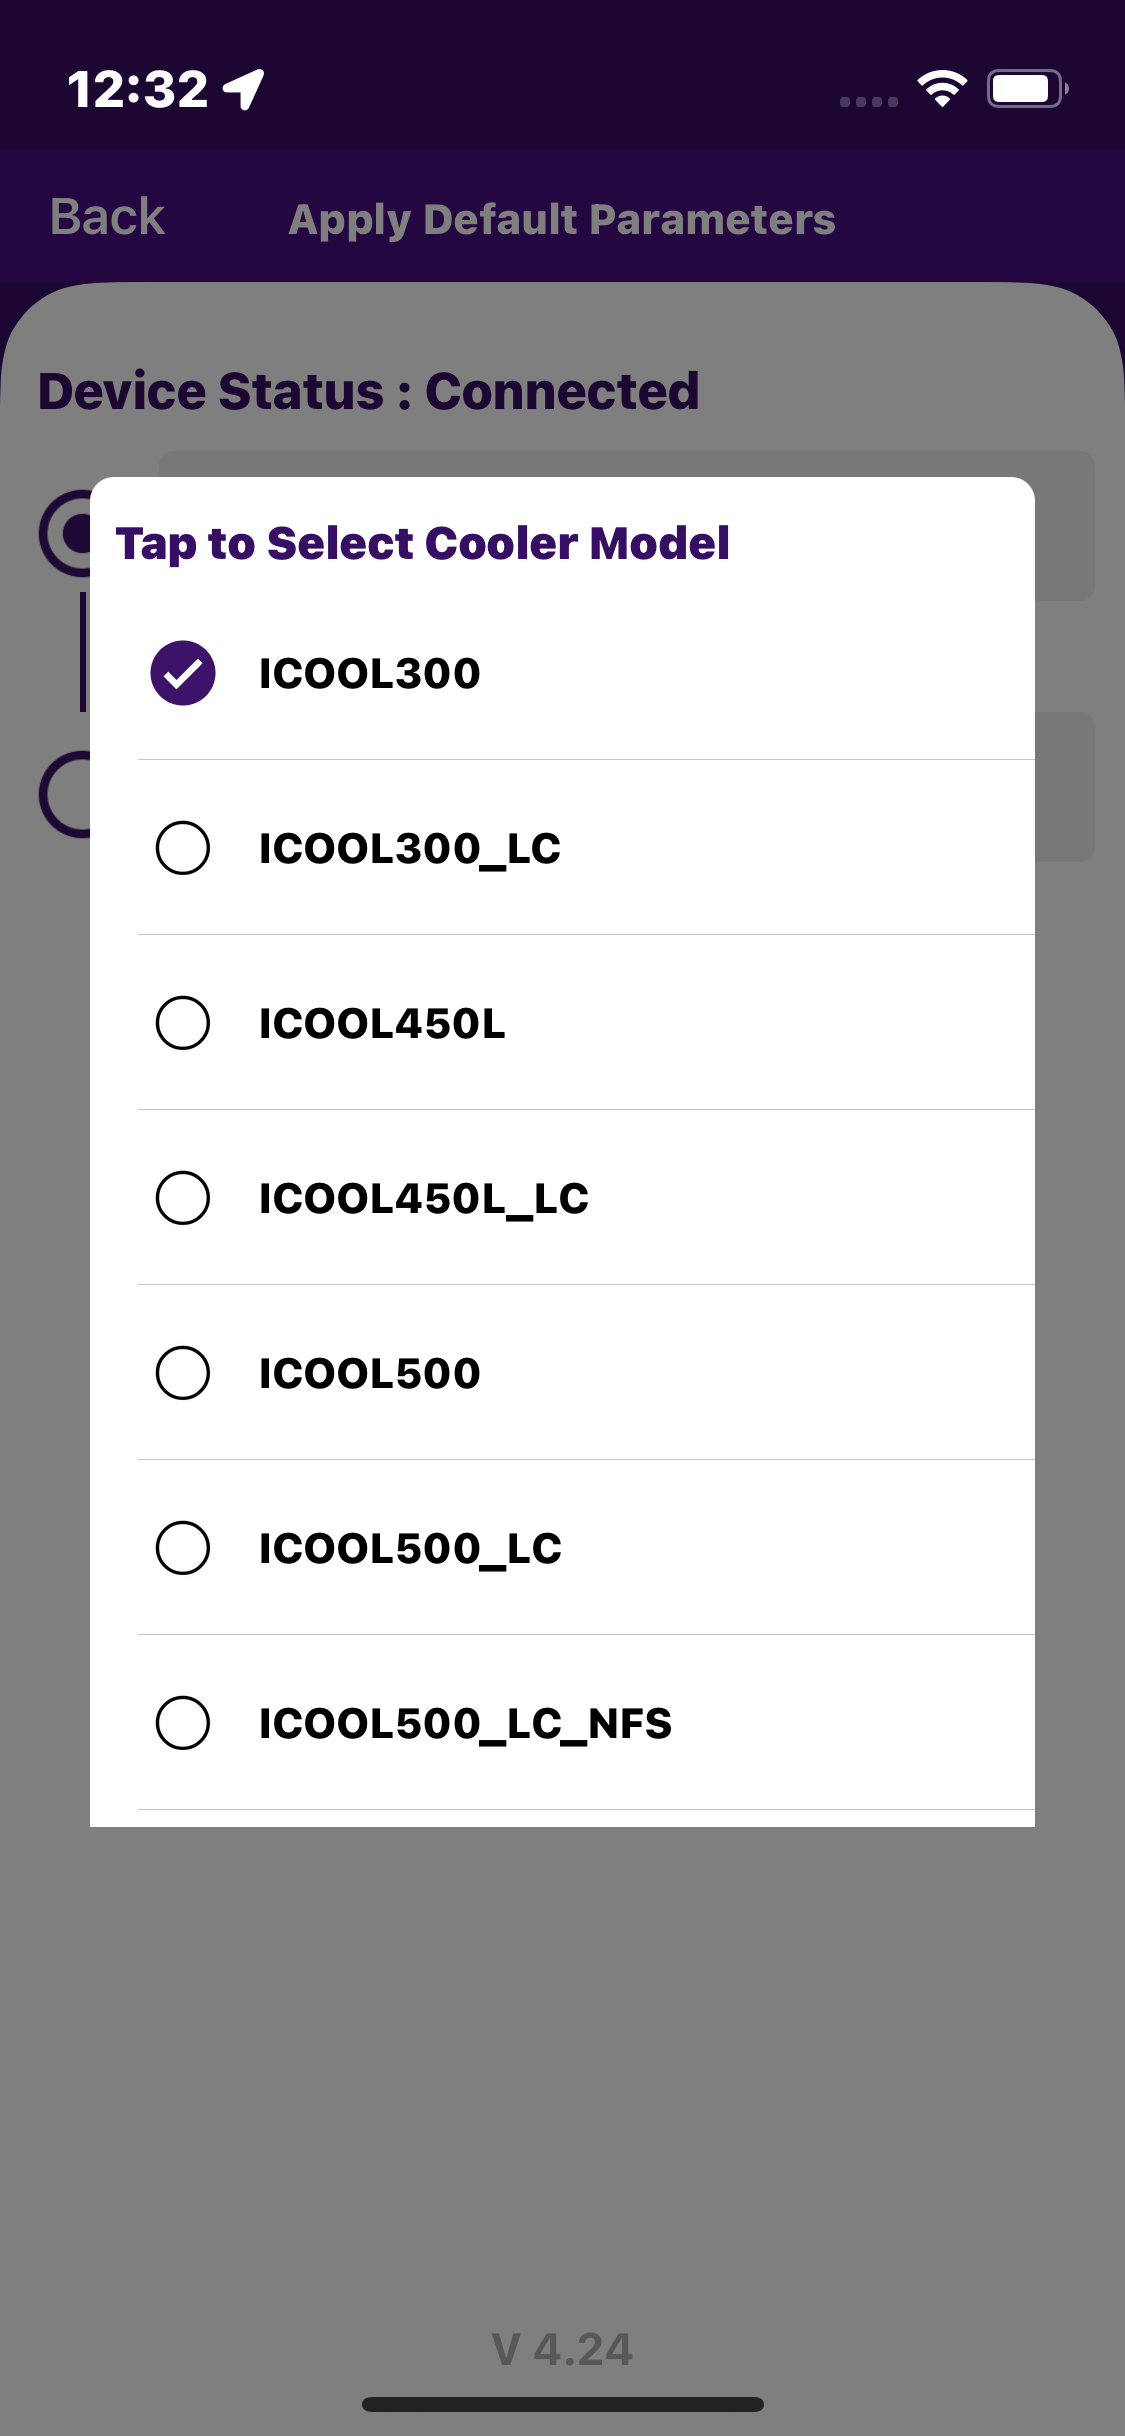 12:32
Back
Apply Default Parameters
Device Status : Connected
Tap to Select Cooler Model
ICOOL300
ICOOL300_LC
ICOOL450L
ICOOL450L_LC
ICOOL500
ICOOL500_LC
ICOOL500_LC_NFS
V 4.24